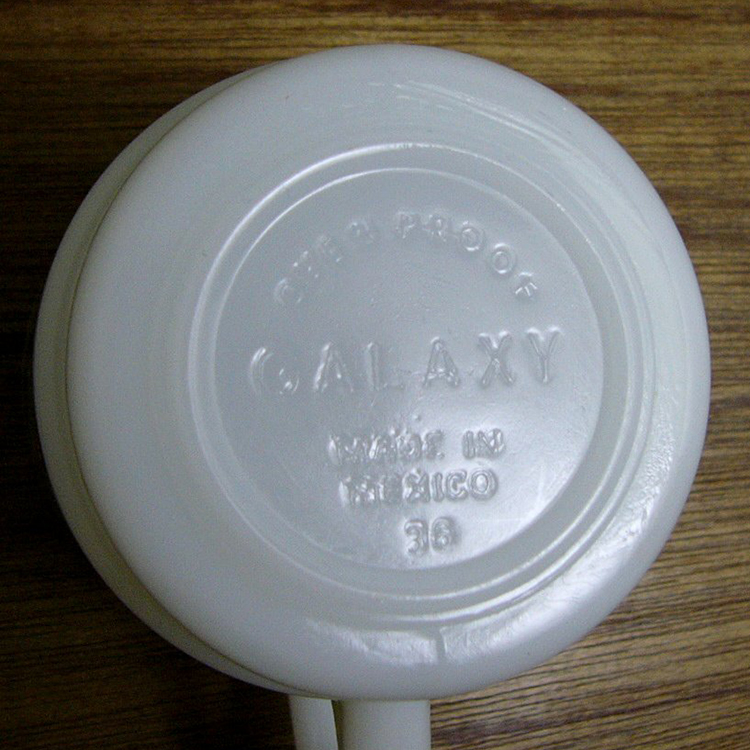 OVEN PROOF
GALAXY
MADE IN
MEXICO
36